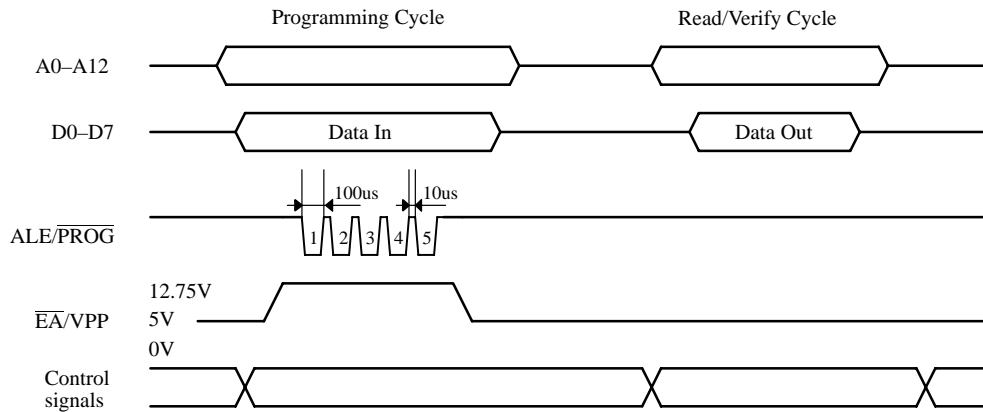 Programming Cycle Read/Verify Cycle
A0–A12
D0–D7 Data In Data Out
100us 10us
ALE/PROG 1 2 3 4 5
12.75V
EA/VPP 5V
0V
Control
signals